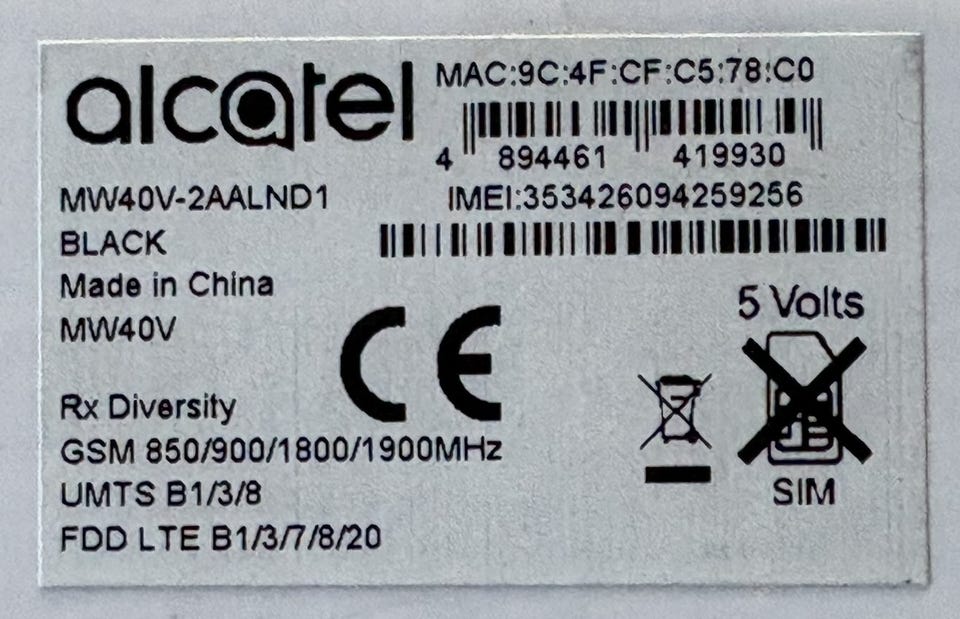 alcatel
MAC:9C:4F:CF:C5:78:C0
4 894461 419930
MW40V-2AALND1
IMEI:353426094259256
BLACK
Made in China
MW40V
5 Volts
Rx Diversity
GSM 850/900/1800/1900MHz
UMTS B1/3/8
FDD LTE B1/3/7/8/20
CE
SIM